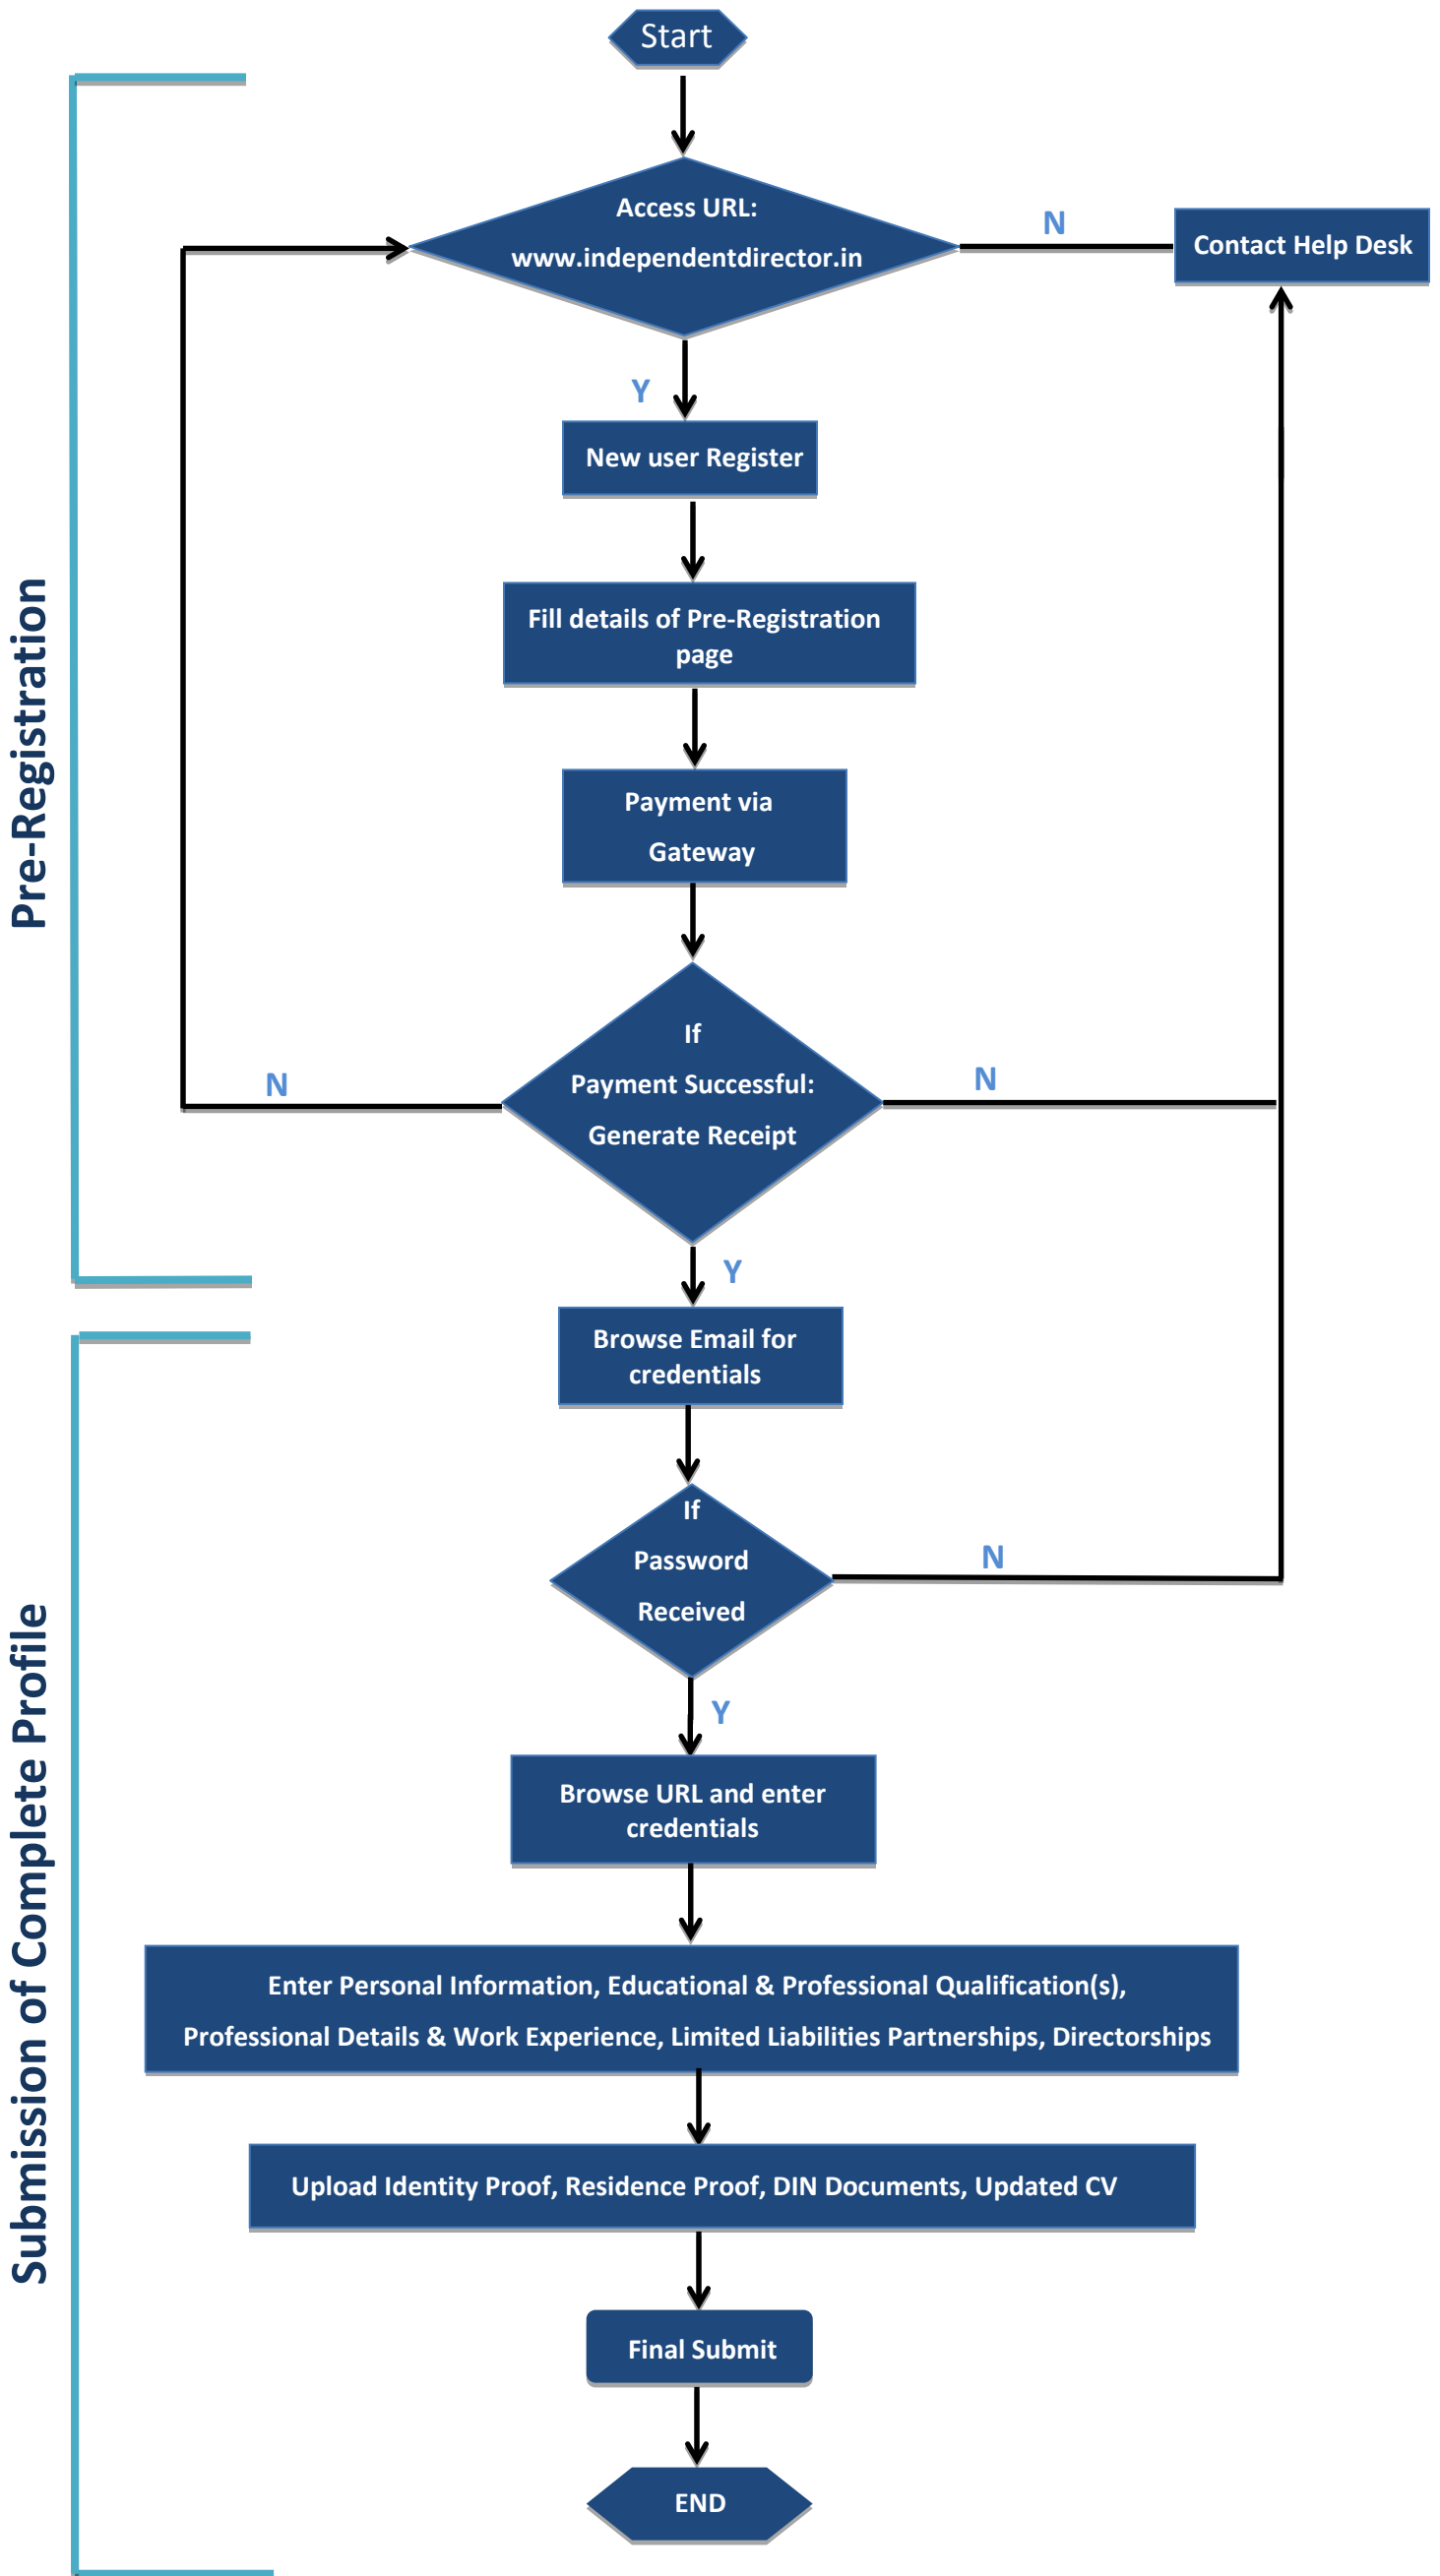 Start
Access URL:
www.independentdirector.in
N
Contact Help Desk
Y
New user Register
Pre-Registration
Fill details of Pre-Registration
page
Payment via
Gateway
If
Payment Successful:
Generate Receipt
N
N
Y
Browse Email for
credentials
If
Password
Received
N
Y
Submission of Complete Profile
Browse URL and enter
credentials
Enter Personal Information, Educational & Professional Qualification(s),
Professional Details & Work Experience, Limited Liabilities Partnerships, Directorships
Upload Identity Proof, Residence Proof, DIN Documents, Updated CV
Final Submit
END